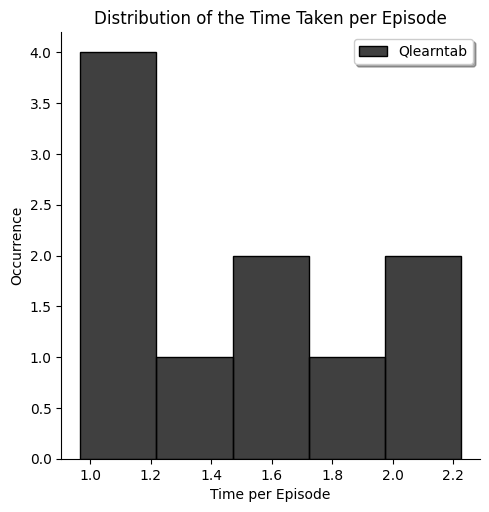 Distribution of the Time Taken per Episode
Qlearntab
4.0
3.5
3.0
2.5
2.0
1.5
1.0
0.5
0.0
Occurrence
1.0 1.2 1.4 1.6 1.8 2.0 2.2
Time per Episode